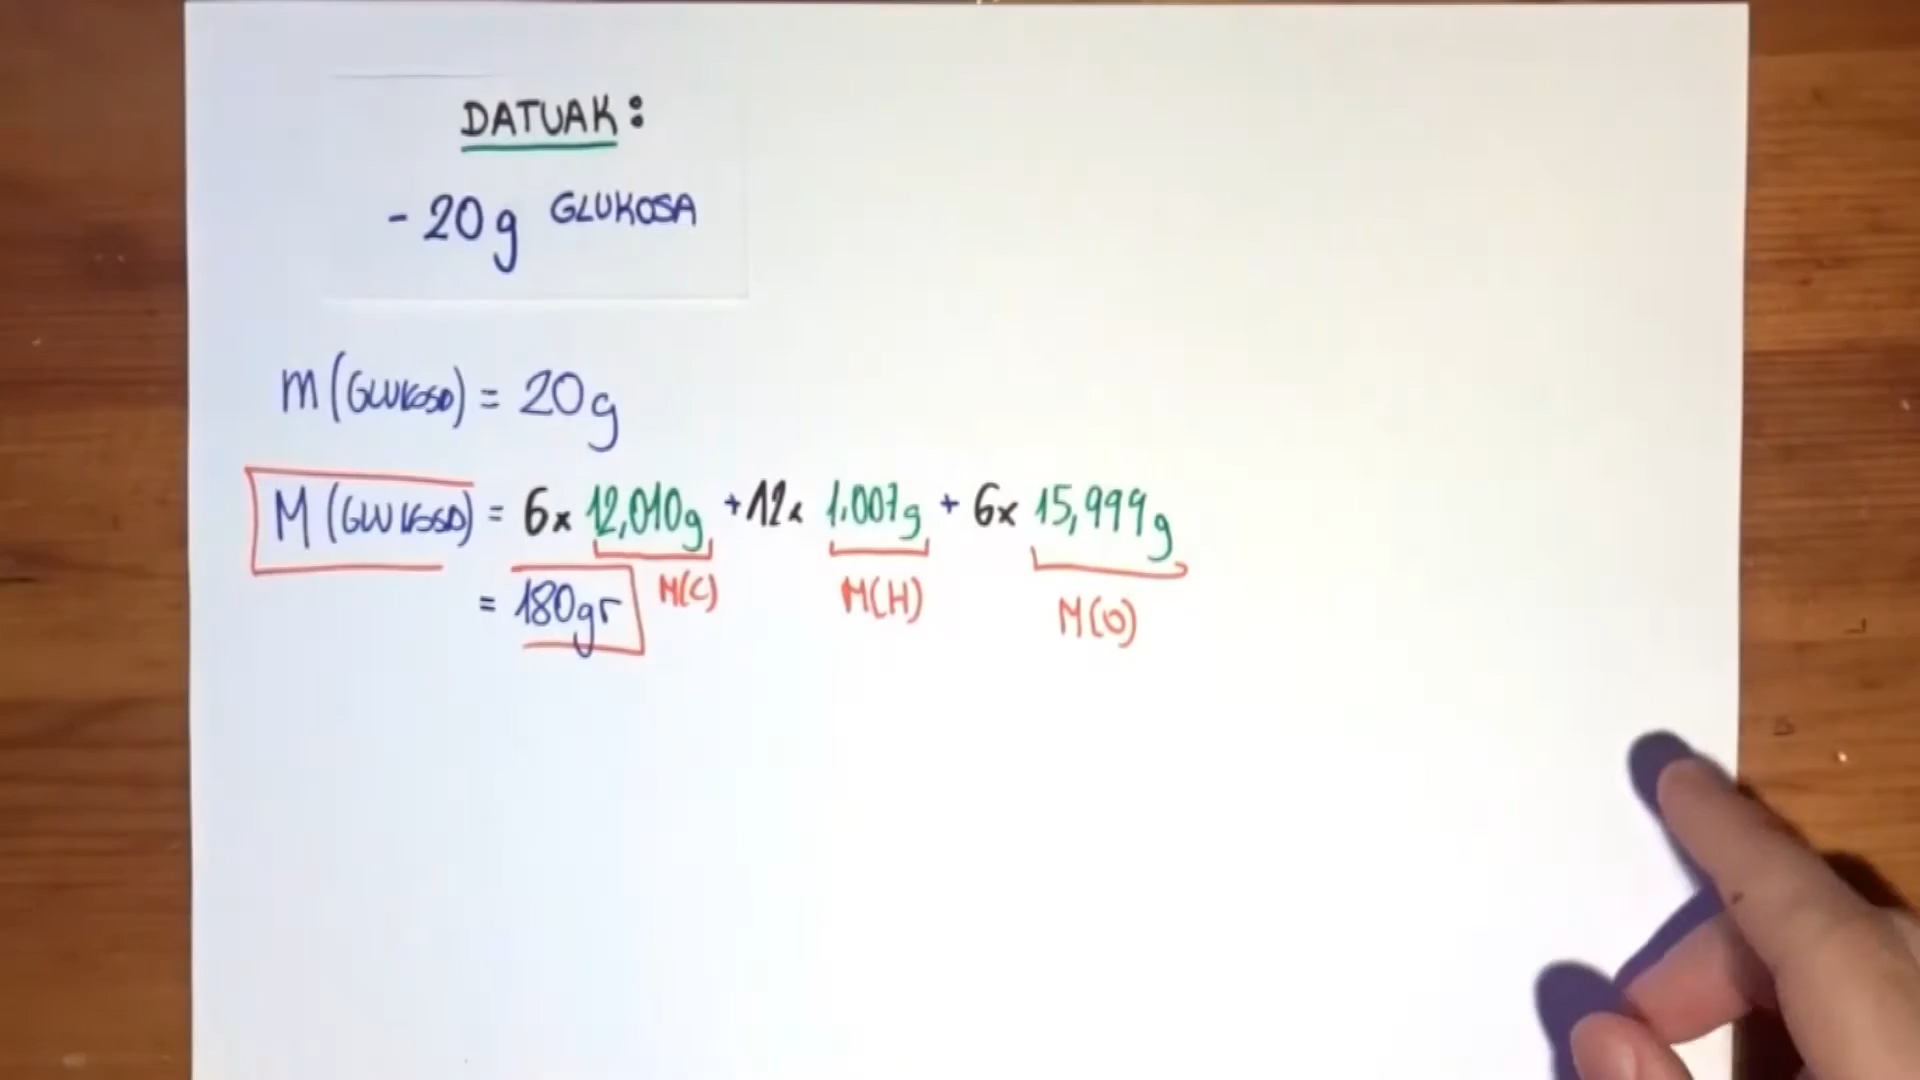 DATUAK:
- 20g GLUKOSA
m (GLUKOSA) = 20g
M (GLUKOSA) = 6x 12,010g + 12x 1.007g + 6x 15,999g
M(C) M(H) M(O)
= 180gr